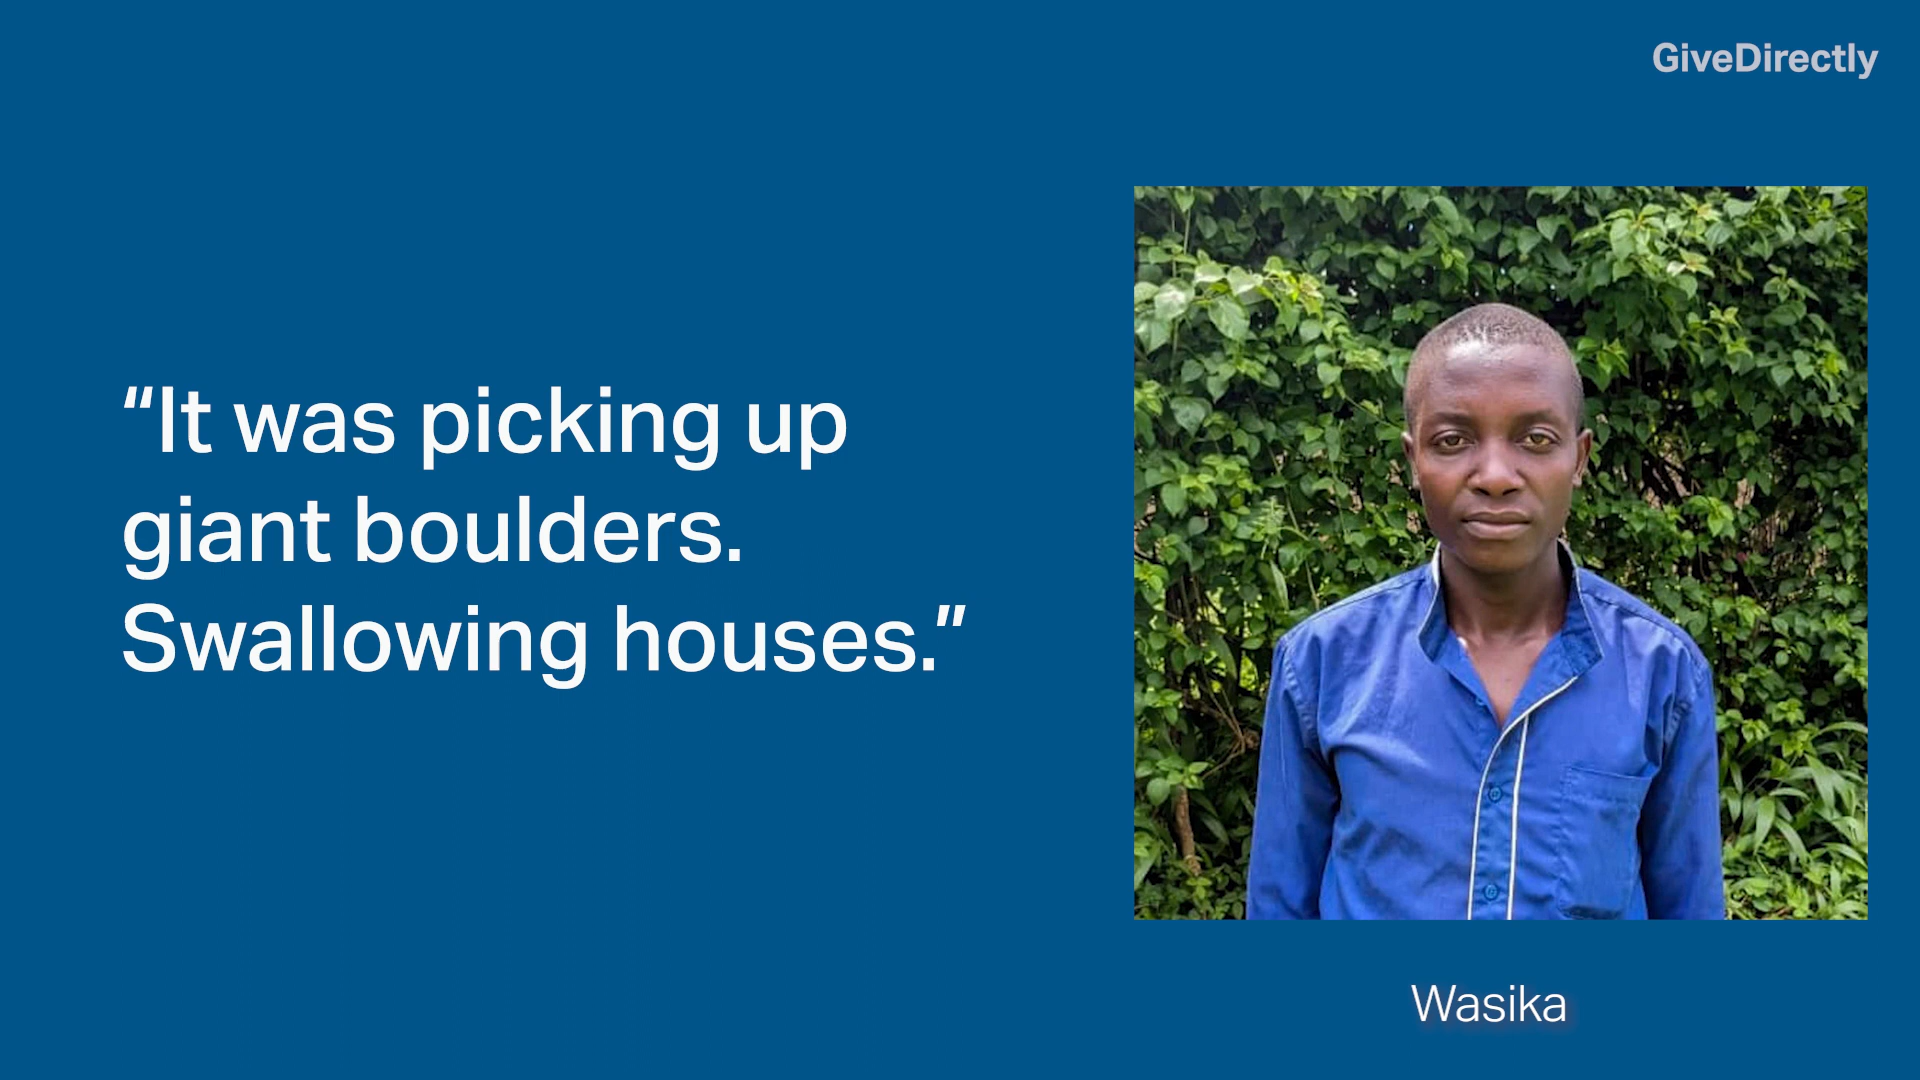 GiveDirectly
“It was picking up
giant boulders.
Swallowing houses.”
Wasika